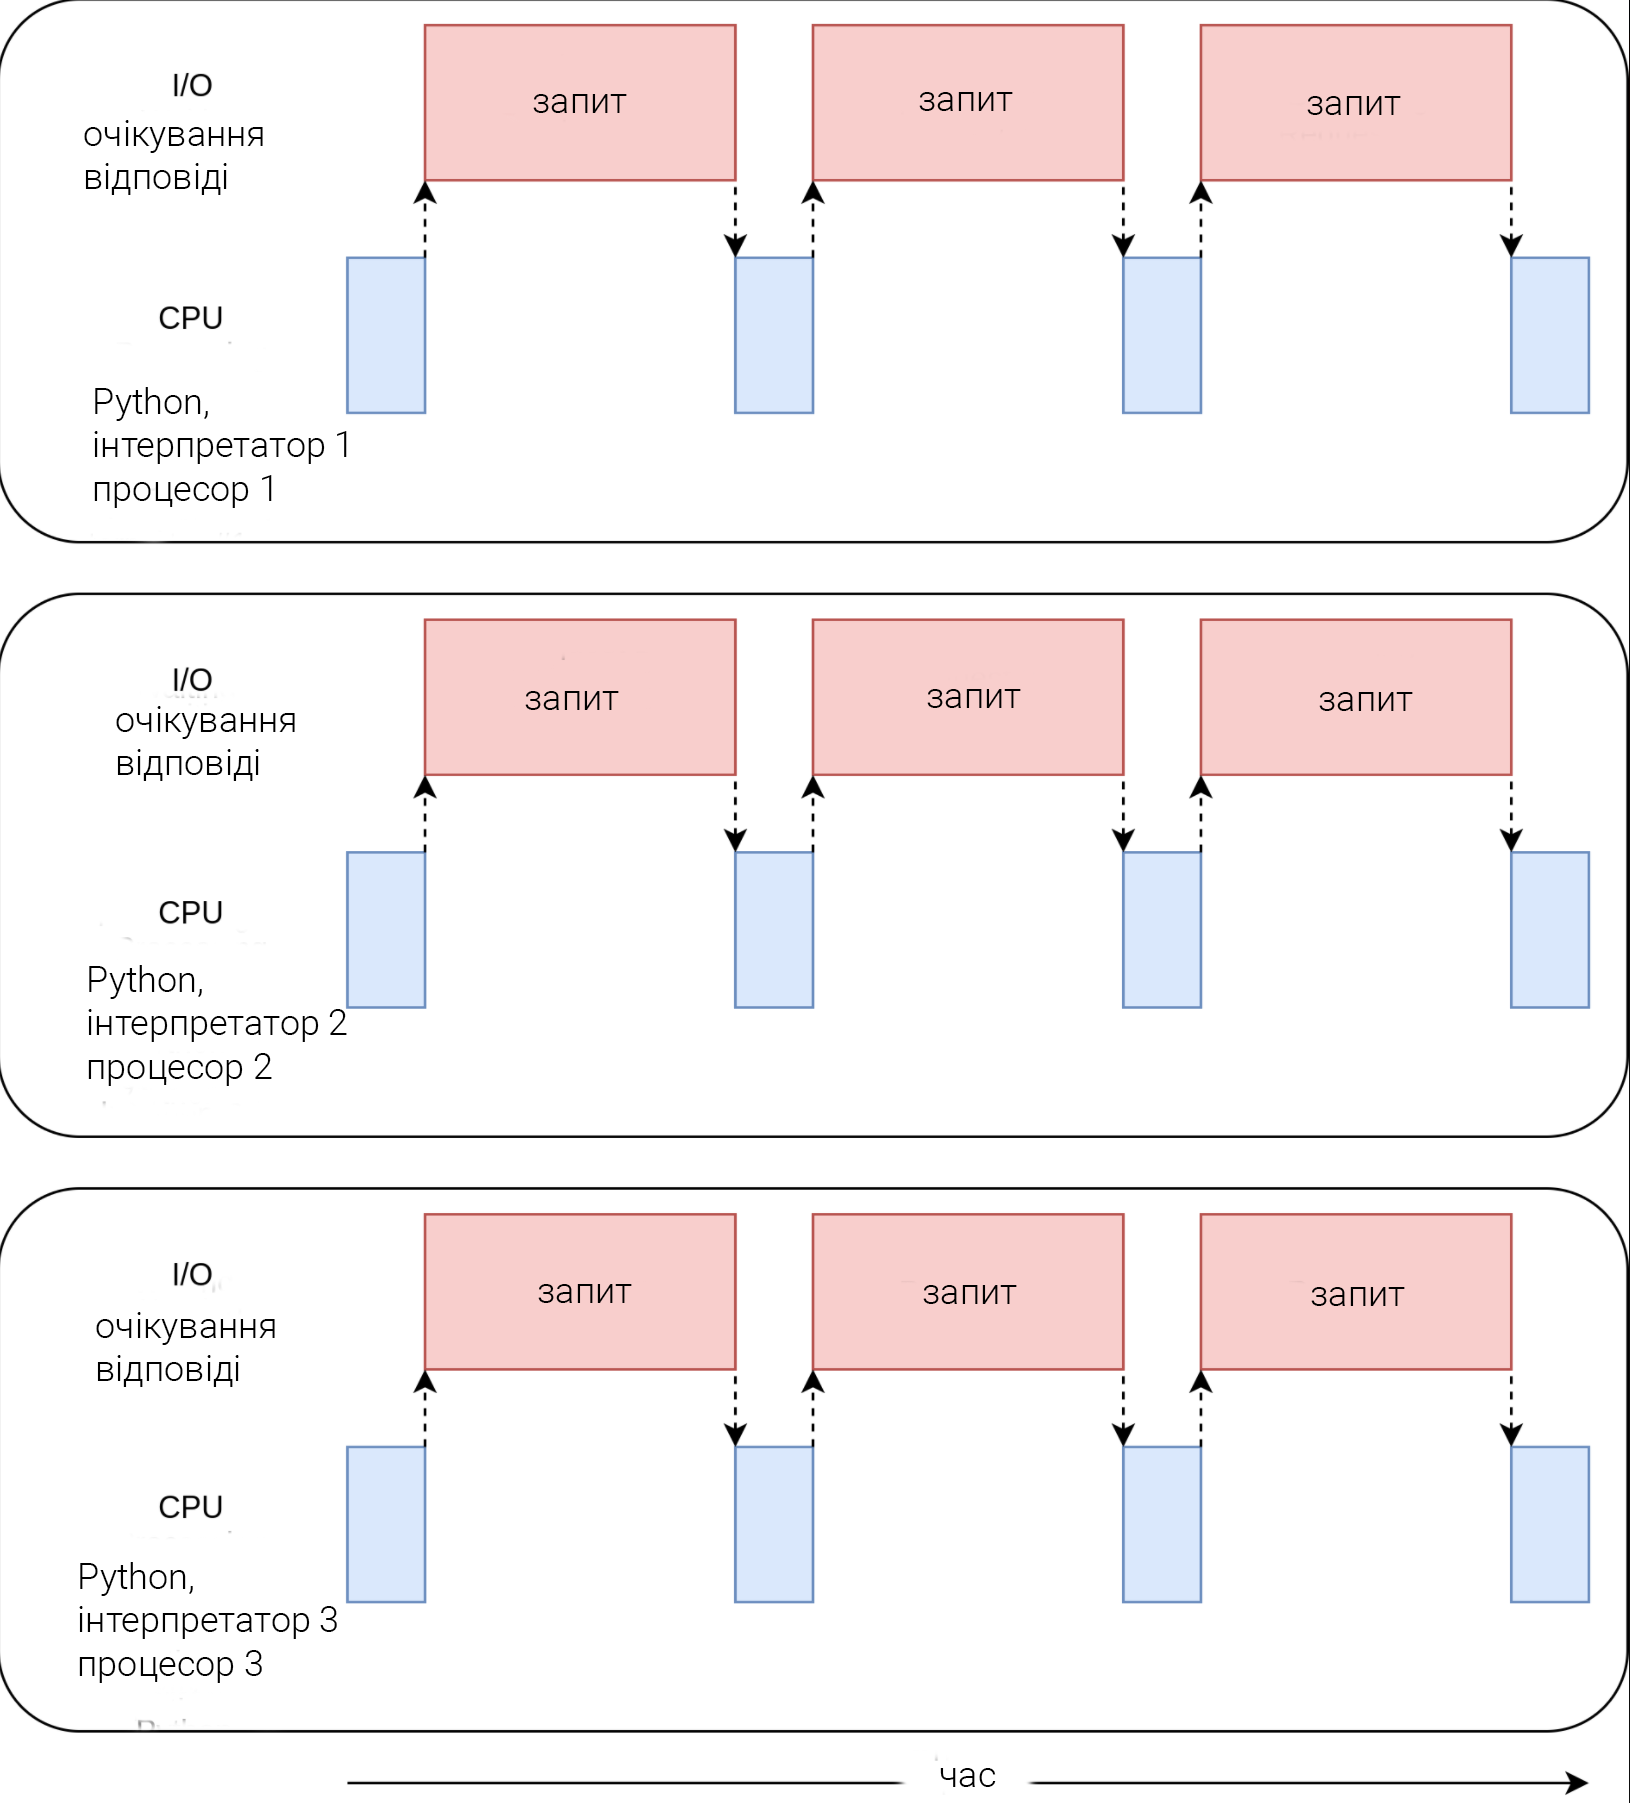 I/O
очікування
відповіді
запит
запит
запит
CPU
Python,
інтерпретатор 1
процесор 1
I/O
очікування
відповіді
запит
запит
запит
CPU
Python,
інтерпретатор 2
процесор 2
I/O
очікування
відповіді
запит
запит
запит
CPU
Python,
інтерпретатор 3
процесор 3
час